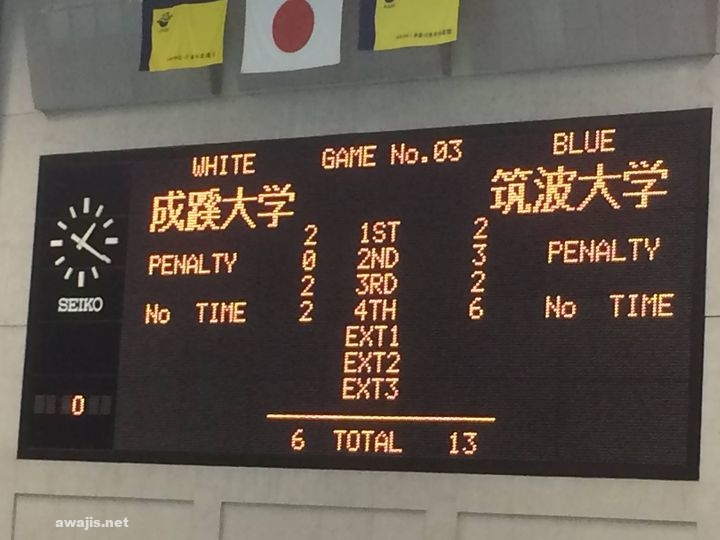 WHITE GAME No.03 BLUE
成蹊大学 筑波大学
2 1ST 2
PENALTY 0 2ND 3 PENALTY
2 3RD 2
No TIME 2 4TH 6 No TIME
EXT1
EXT2
EXT3
6 TOTAL 13
SEIKO
0
awajis.net